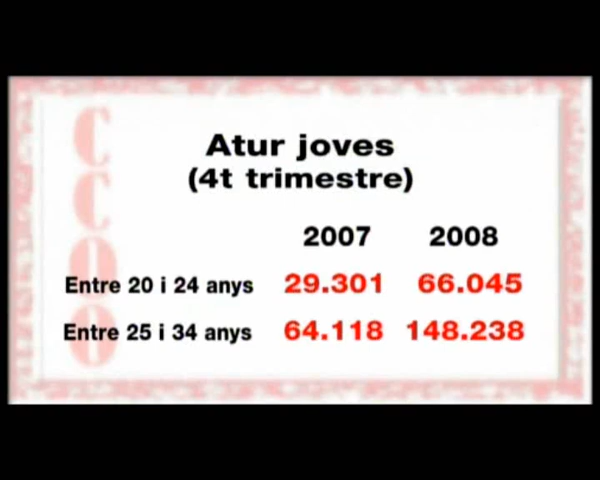 CCOO
Atur joves
(4t trimestre)
2007 2008
Entre 20 i 24 anys 29.301 66.045
Entre 25 i 34 anys 64.118 148.238